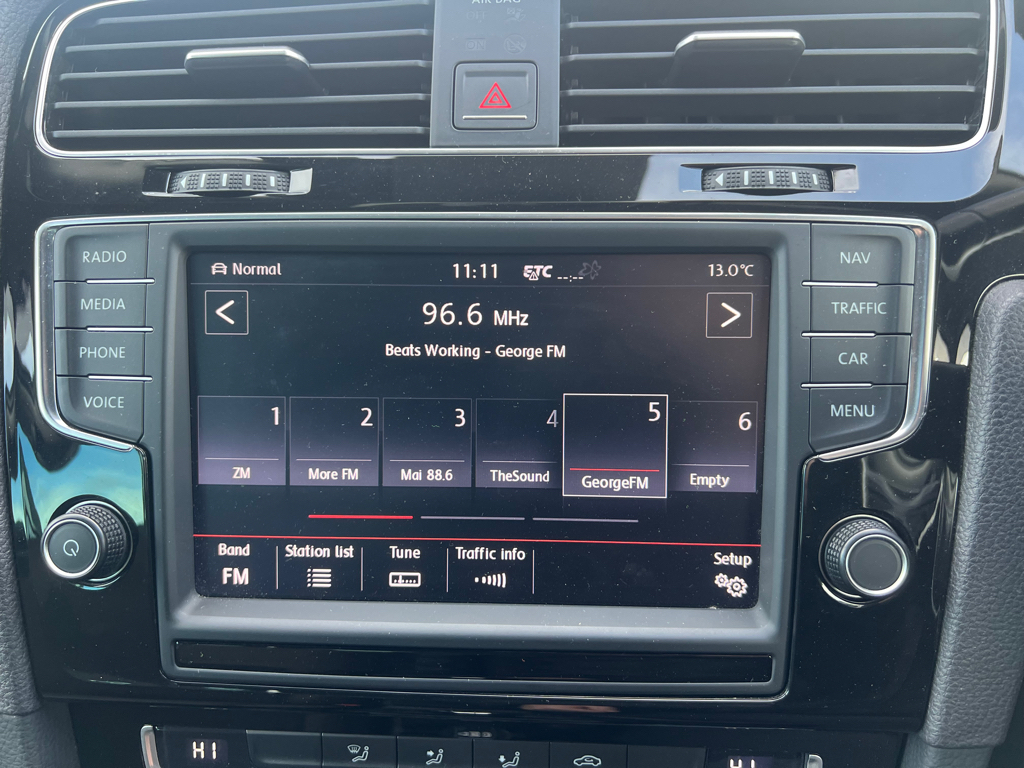 AIR BAG
RADIO
MEDIA
PHONE
VOICE
Normal
11:11
ETC --:--
13.0°C
96.6 MHz
Beats Working - George FM
1
ZM
2
More FM
3
Mai 88.6
4
TheSound
5
GeorgeFM
6
Empty
Band
FM
Station list
Tune
Traffic info
Setup
NAV
TRAFFIC
CAR
MENU
HI
HI